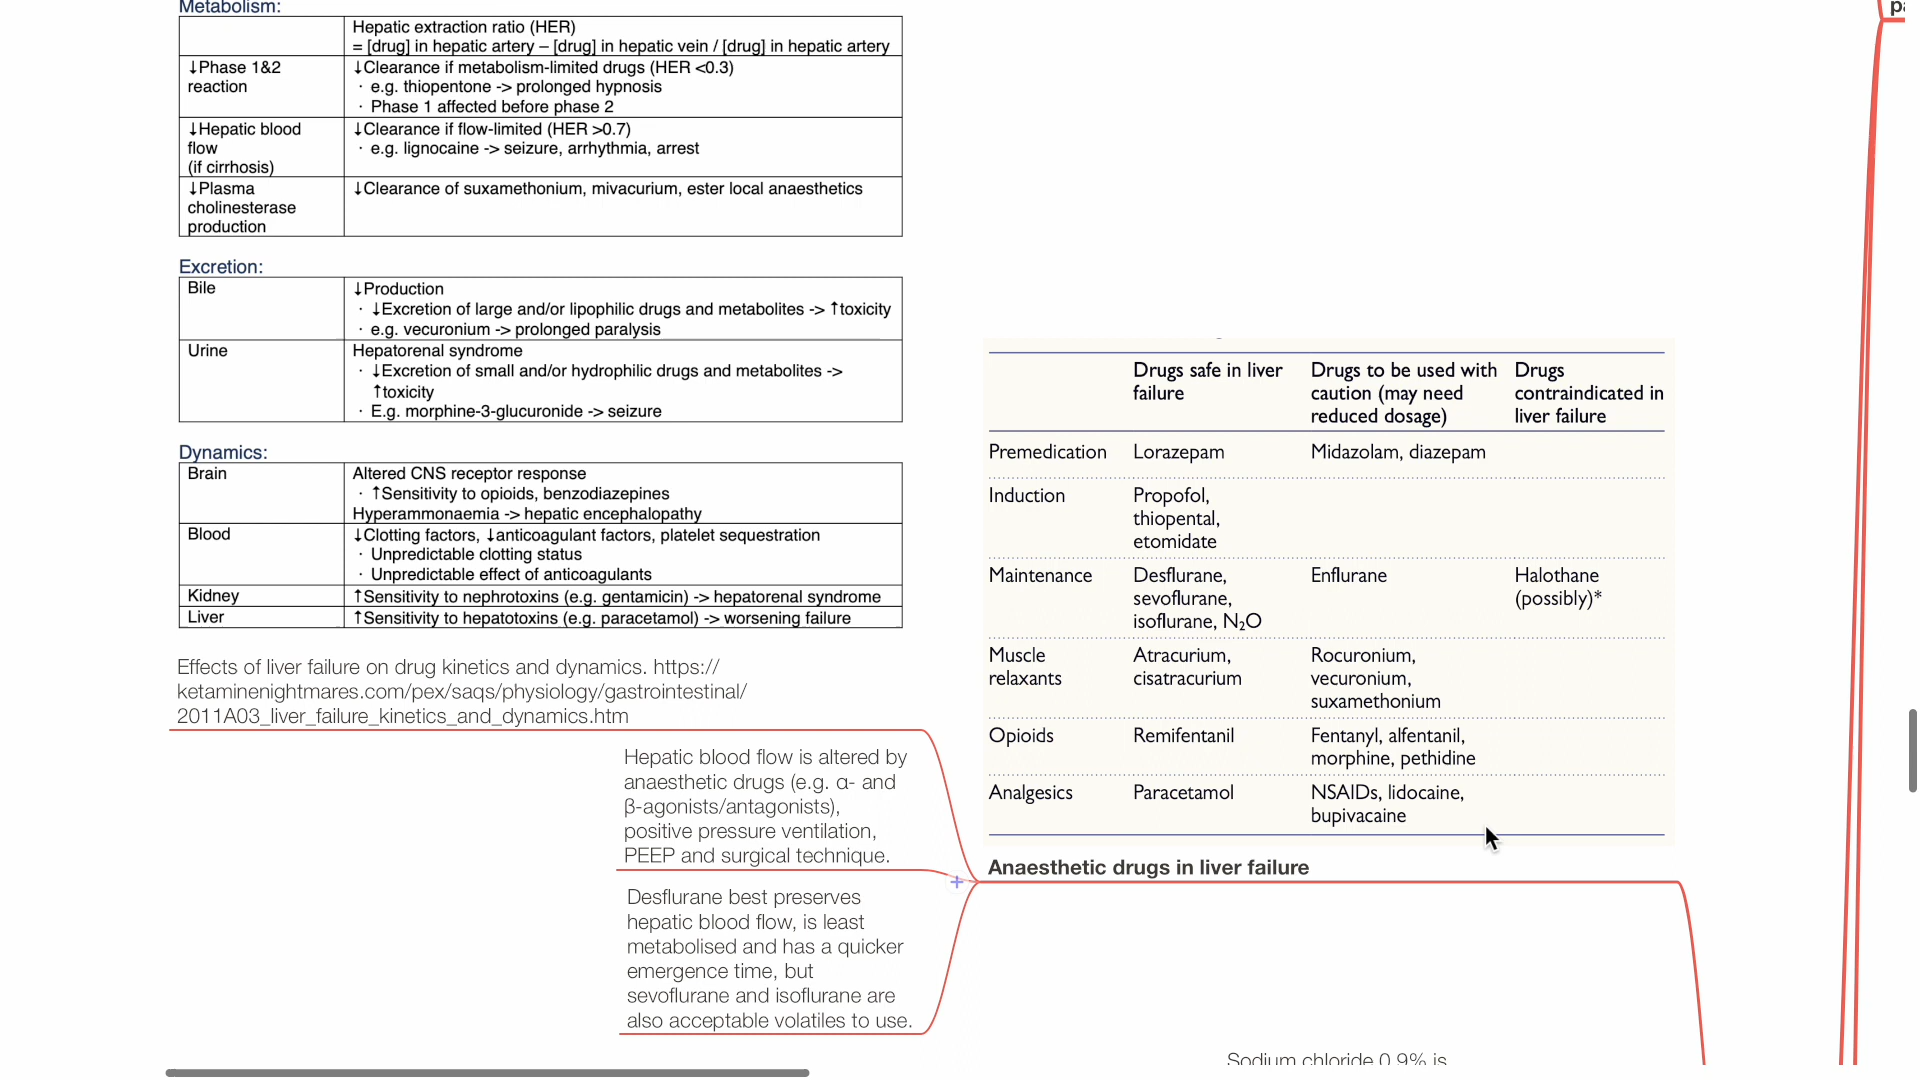 Metabolism:
Hepatic extraction ratio (HER)
= [drug] in hepatic artery – [drug] in hepatic vein / [drug] in hepatic artery
↓Phase 1&2
reaction
↓Clearance if metabolism-limited drugs (HER <0.3)
· e.g. thiopentone -> prolonged hypnosis
· Phase 1 affected before phase 2
↓Hepatic blood
flow
(if cirrhosis)
↓Clearance if flow-limited (HER >0.7)
· e.g. lignocaine -> seizure, arrhythmia, arrest
↓Plasma
cholinesterase
production
↓Clearance of suxamethonium, mivacurium, ester local anaesthetics
Excretion:
Bile
↓Production
· ↓Excretion of large and/or lipophilic drugs and metabolites -> ↑toxicity
· e.g. vecuronium -> prolonged paralysis
Urine
Hepatorenal syndrome
· ↓Excretion of small and/or hydrophilic drugs and metabolites ->
↑toxicity
· E.g. morphine-3-glucuronide -> seizure
Dynamics:
Brain
Altered CNS receptor response
· ↑Sensitivity to opioids, benzodiazepines
Hyperammonaemia -> hepatic encephalopathy
Blood
↓Clotting factors, ↓anticoagulant factors, platelet sequestration
· Unpredictable clotting status
· Unpredictable effect of anticoagulants
Kidney
↑Sensitivity to nephrotoxins (e.g. gentamicin) -> hepatorenal syndrome
Liver
↑Sensitivity to hepatotoxins (e.g. paracetamol) -> worsening failure
Effects of liver failure on drug kinetics and dynamics. https://
ketaminenightmares.com/pex/saqs/physiology/gastrointestinal/
2011A03_liver_failure_kinetics_and_dynamics.htm
Hepatic blood flow is altered by
anaesthetic drugs (e.g. α- and
β-agonists/antagonists),
positive pressure ventilation,
PEEP and surgical technique.
Desflurane best preserves
hepatic blood flow, is least
metabolised and has a quicker
emergence time, but
sevoflurane and isoflurane are
also acceptable volatiles to use.
Drugs safe in liver
failure
Drugs to be used with
caution (may need
reduced dosage)
Drugs
contraindicated in
liver failure
Premedication
Lorazepam
Midazolam, diazepam
Induction
Propofol,
thiopental,
etomidate
Maintenance
Desflurane,
sevoflurane,
isoflurane, N₂O
Enflurane
Halothane
(possibly)*
Muscle
relaxants
Atracurium,
cisatracurium
Rocuronium,
vecuronium,
suxamethonium
Opioids
Remifentanil
Fentanyl, alfentanil,
morphine, pethidine
Analgesics
Paracetamol
NSAIDs, lidocaine,
bupivacaine
Anaesthetic drugs in liver failure
Sodium chloride 0.9% is